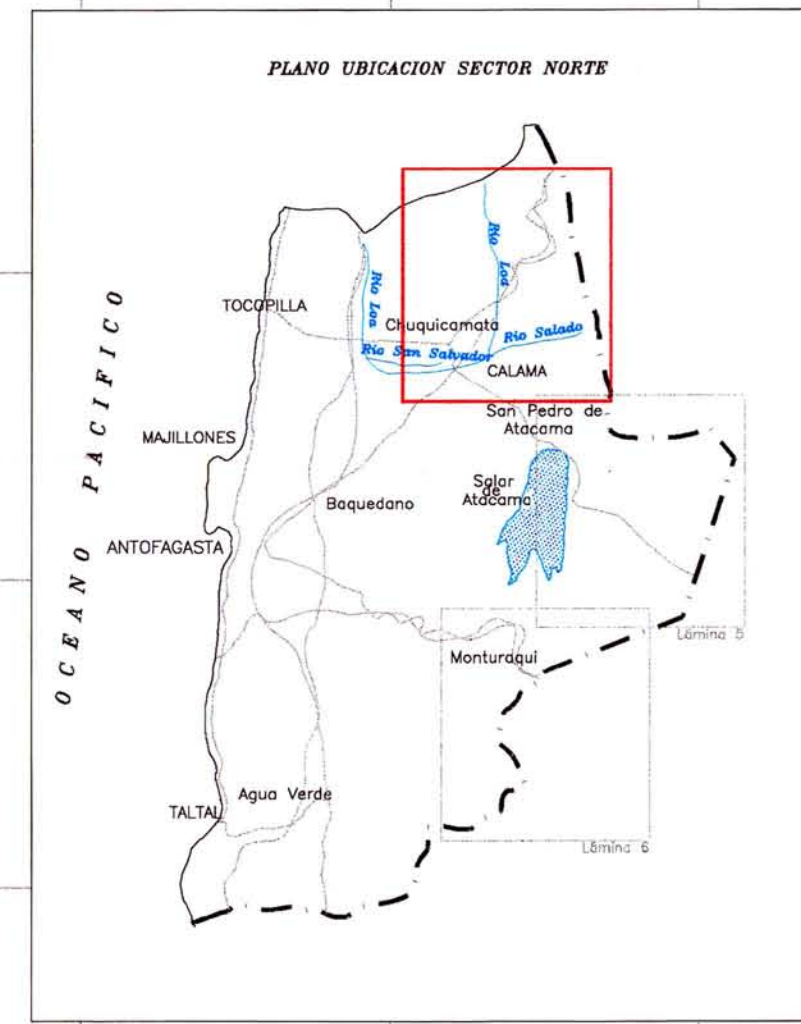 PLANO UBICACION SECTOR NORTE
Río Loa
Río Loa
TOCOPILLA
Chuquicamata
Río Salado
Río San Salvador
CALAMA
OCEANO PACIFICO
San Pedro de
Atacama
MAJILLONES
Salar
de
Atacama
Baquedano
ANTOFAGASTA
Lámina 5
Monturaqui
Agua Verde
TALTAL
Lámina 6